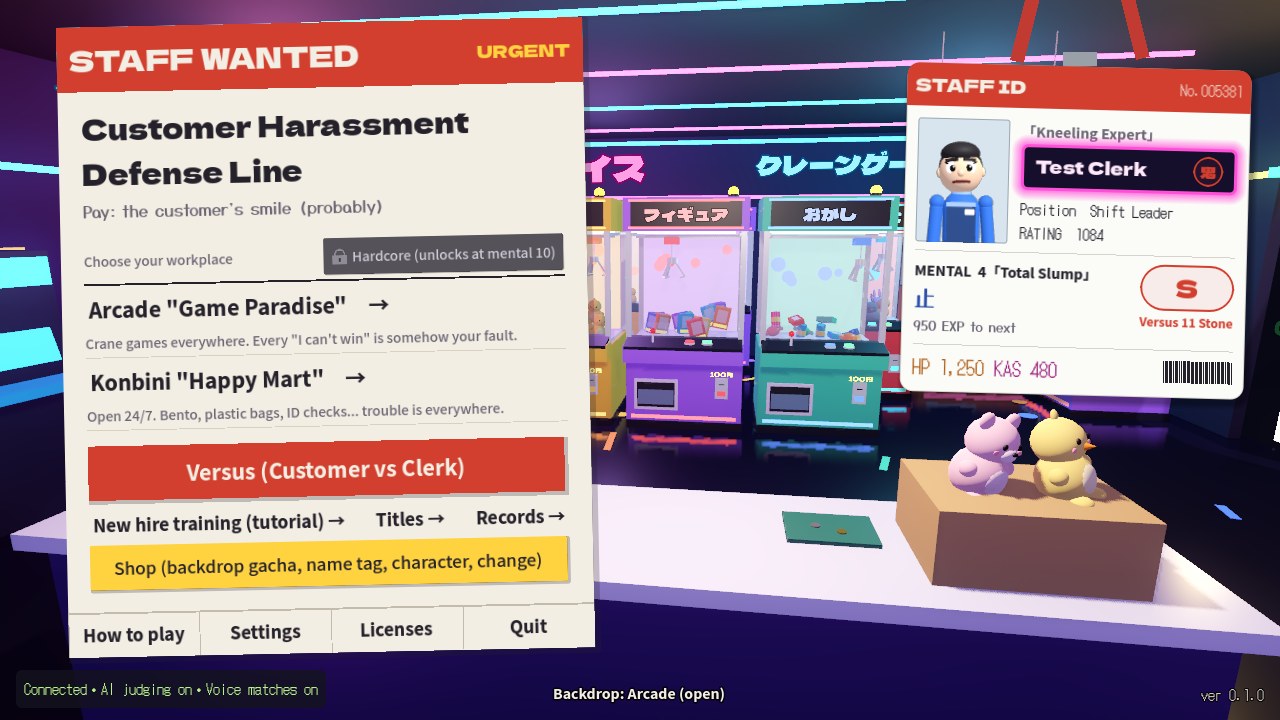 STAFF WANTED
URGENT
Customer Harassment
Defense Line
Pay: the customer's smile (probably)
Choose your workplace
Hardcore (unlocks at mental 10)
Arcade "Game Paradise" →
Crane games everywhere. Every "I can't win" is somehow your fault.
Konbini "Happy Mart" →
Open 24/7. Bento, plastic bags, ID checks... trouble is everywhere.
Versus (Customer vs Clerk)
New hire training (tutorial) →
Titles →
Records →
Shop (backdrop gacha, name tag, character, change)
How to play
Settings
Licenses
Quit
イス
クレーンゲー
フィギュア
おかし
100円
100円
STAFF ID
No.005381
「Kneeling Expert」
Test Clerk
Position Shift Leader
RATING 1084
MENTAL 4「Total Slump」
止
950 EXP to next
S
Versus 11 Stone
HP 1,250 KAS 480
Connected • AI judging on • Voice matches on
Backdrop: Arcade (open)
ver 0.1.0